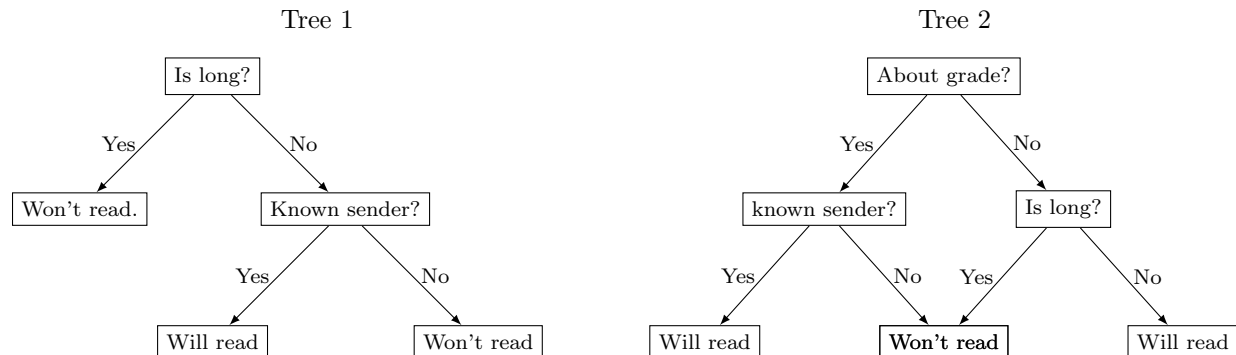 Tree 1
Is long?
Yes
No
Won't read.
Known sender?
Yes
No
Will read
Won't read
Tree 2
About grade?
Yes
No
known sender?
Is long?
Yes
No
Yes
No
Will read
Won't read
Will read